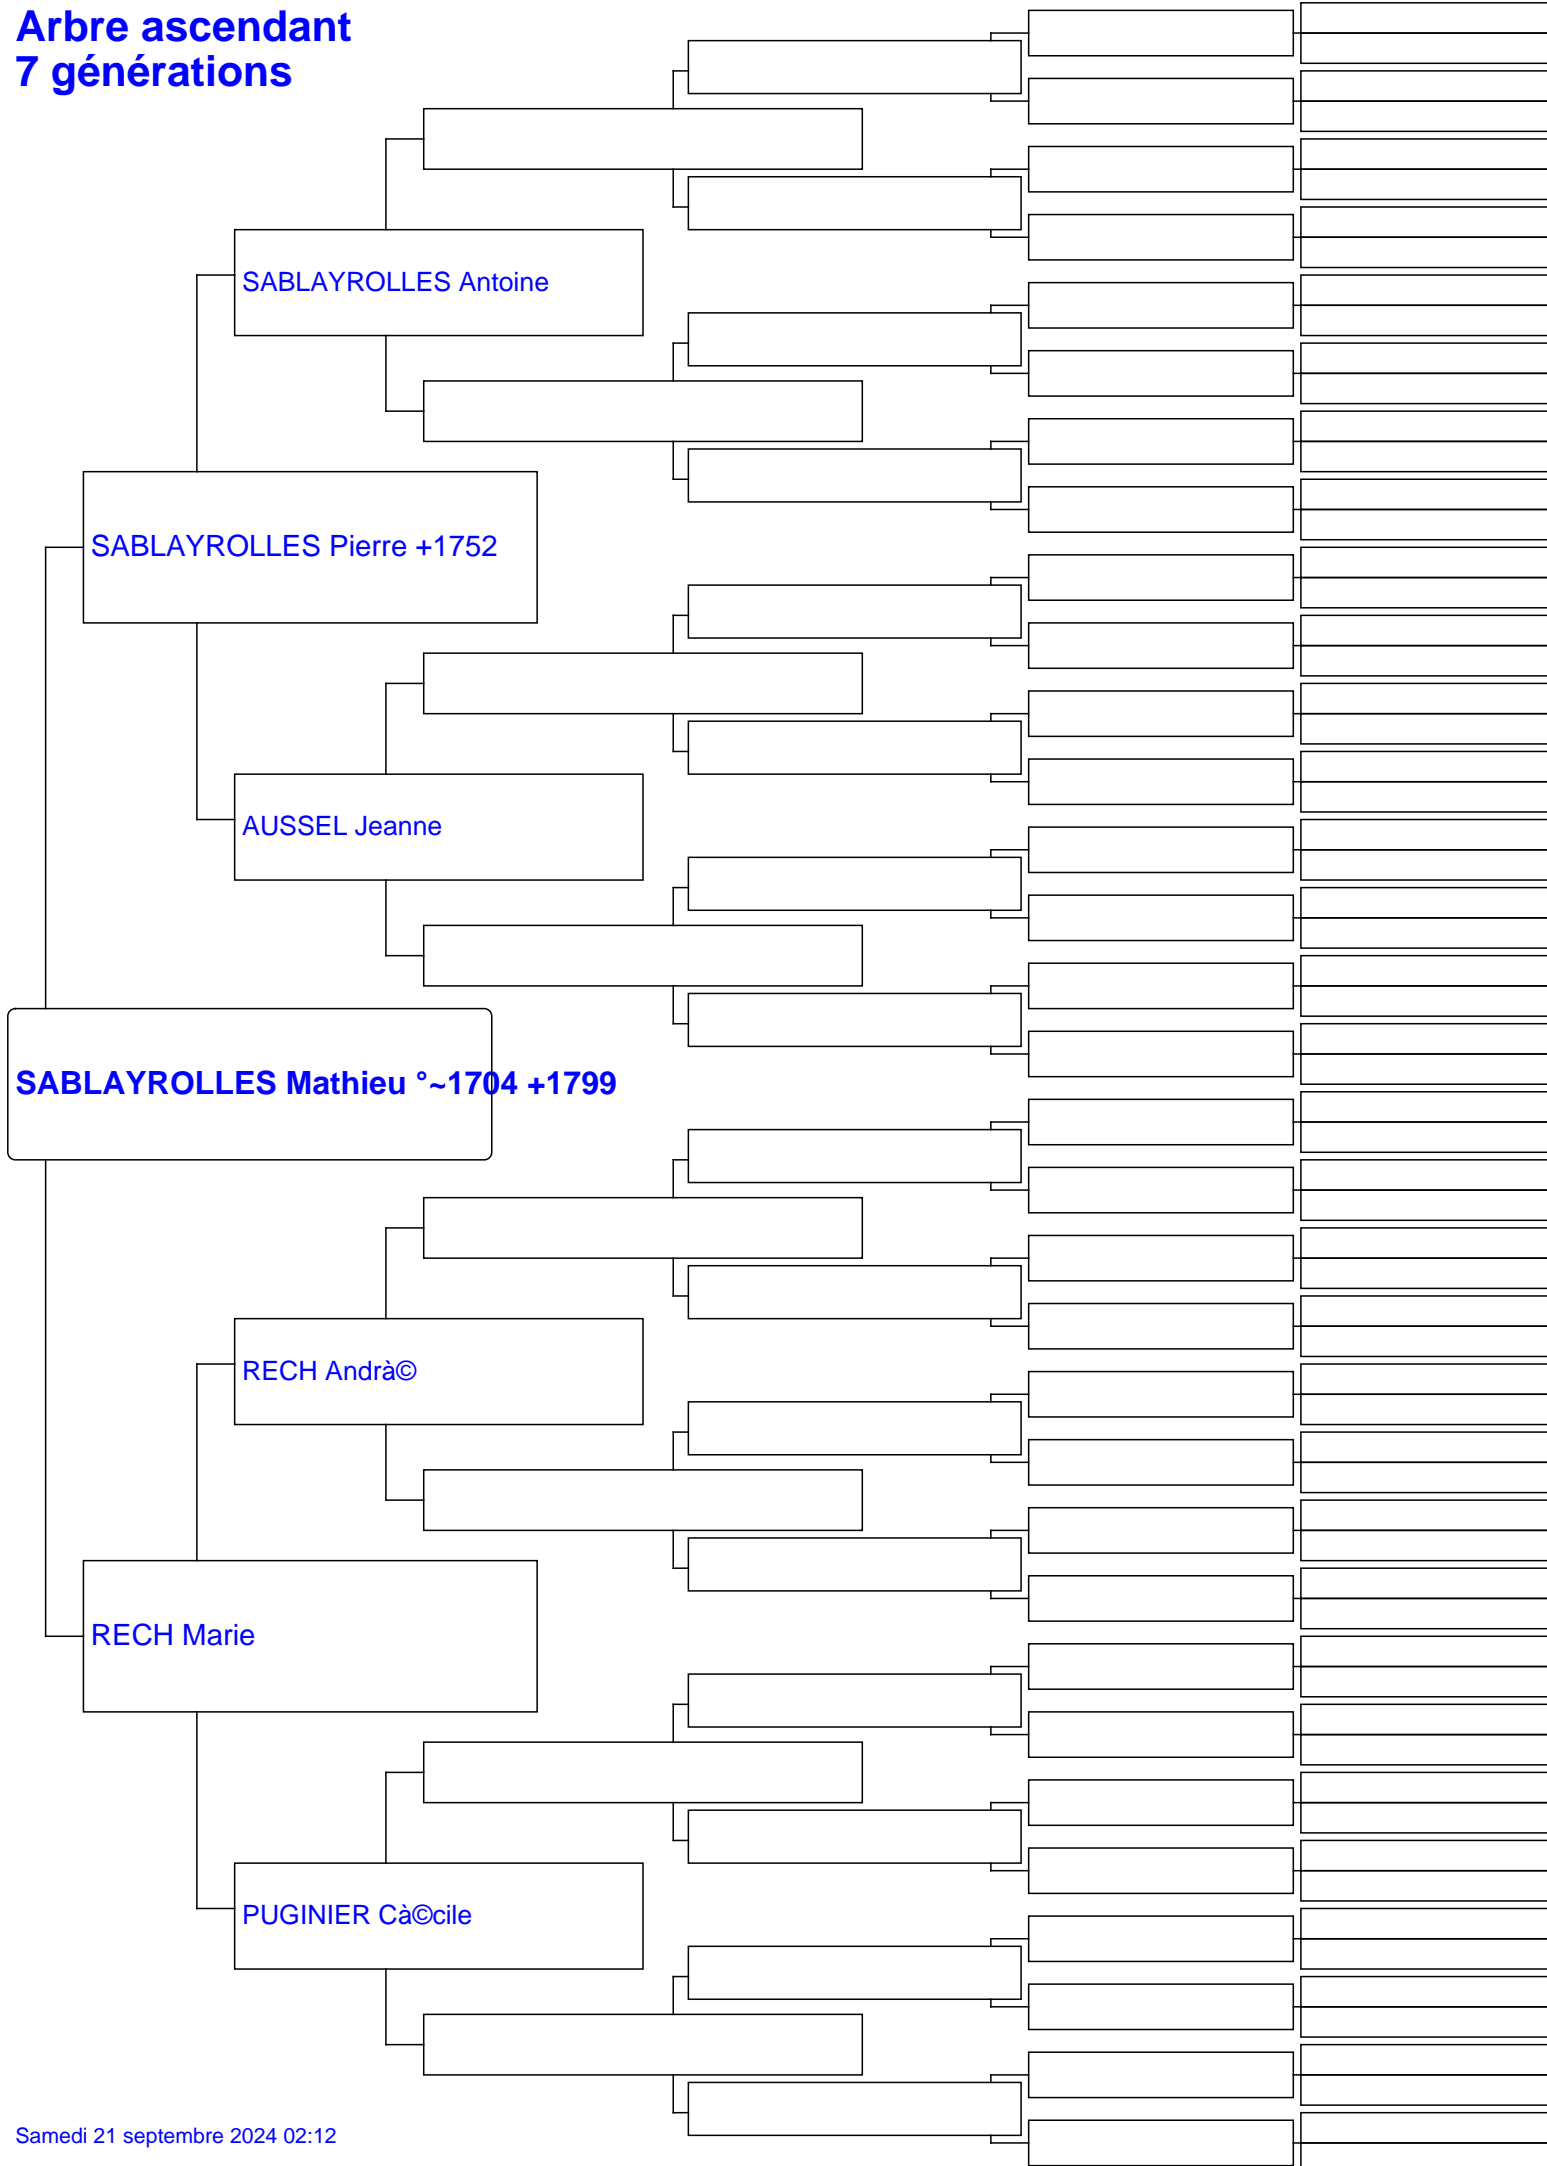 Arbre ascendant
7 générations
SABLAYROLLES Antoine
SABLAYROLLES Pierre +1752
AUSSEL Jeanne
SABLAYROLLES Mathieu °~1704 +1799
RECH Andrà©
RECH Marie
PUGINIER Cà©cile
Samedi 21 septembre 2024 02:12